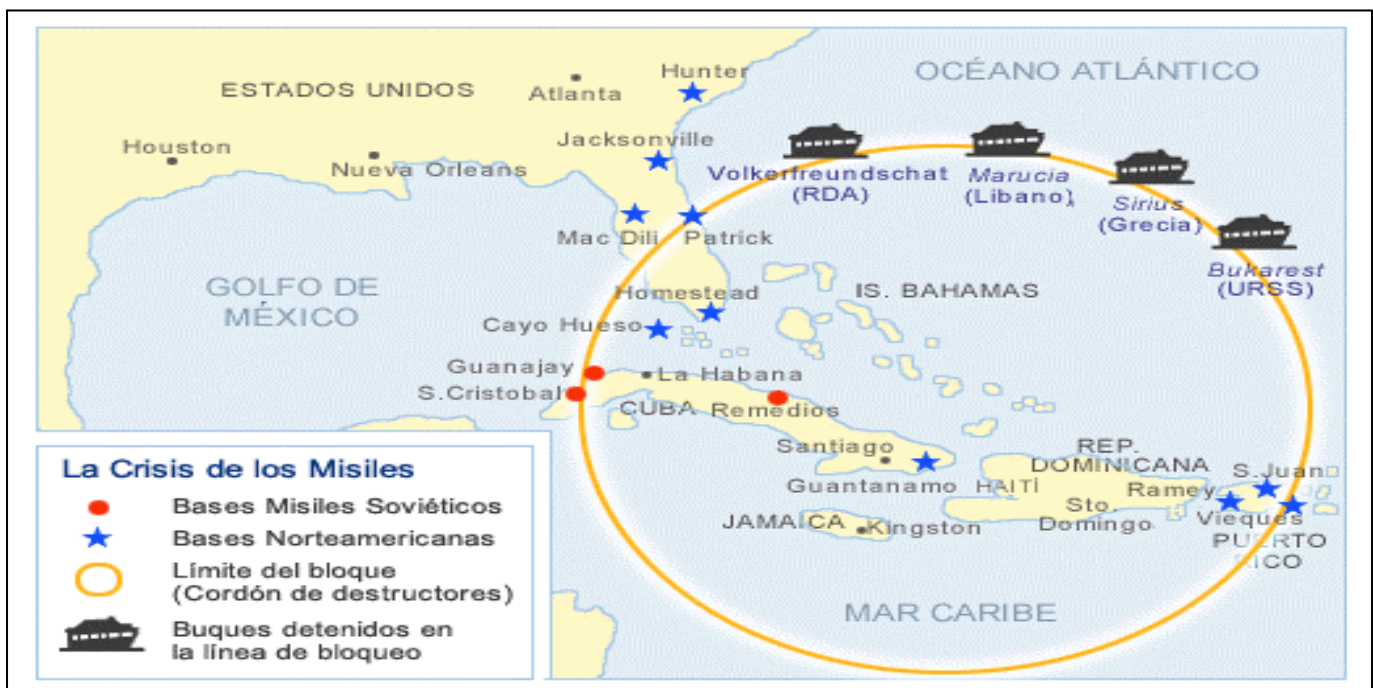 Hunter
OCÉANO ATLÁNTICO
ESTADOS UNIDOS
Atlanta
Jacksonville
Houston
Nueva Orleans
Volkerfreundschat
(RDA)
Marucia
(Libano)
Sirius
(Grecia)
Mac Dili
Patrick
Bukarest
(URSS)
GOLFO DE
MÉXICO
Homestead
IS. BAHAMAS
Cayo Hueso
Guanajay
La Habana
S.Cristobal
CUBA
Remedios
Santiago
Guantanamo
HAITÍ
REP.
DOMINICANA
S.Juan
Ramey
Sto.
Domingo
Vieques
PUERTO
RICO
JAMAICA
Kingston
MAR CARIBE
La Crisis de los Misiles
Bases Misiles Soviéticos
Bases Norteamericanas
Límite del bloque
(Cordón de destructores)
Buques detenidos en
la línea de bloqueo